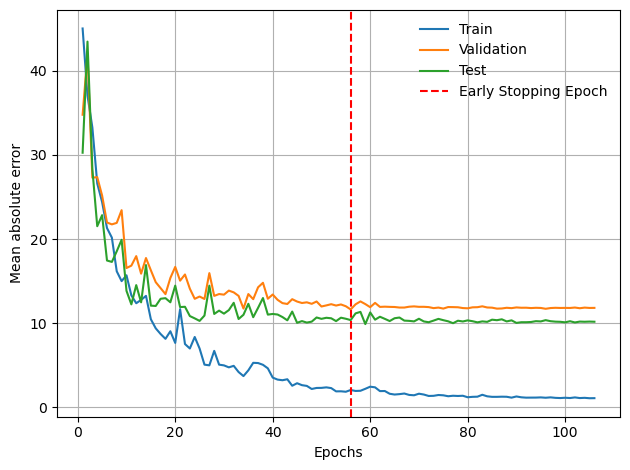 Train
Validation
Test
Early Stopping Epoch
Mean absolute error
40
30
20
10
0
0 20 40 60 80 100
Epochs